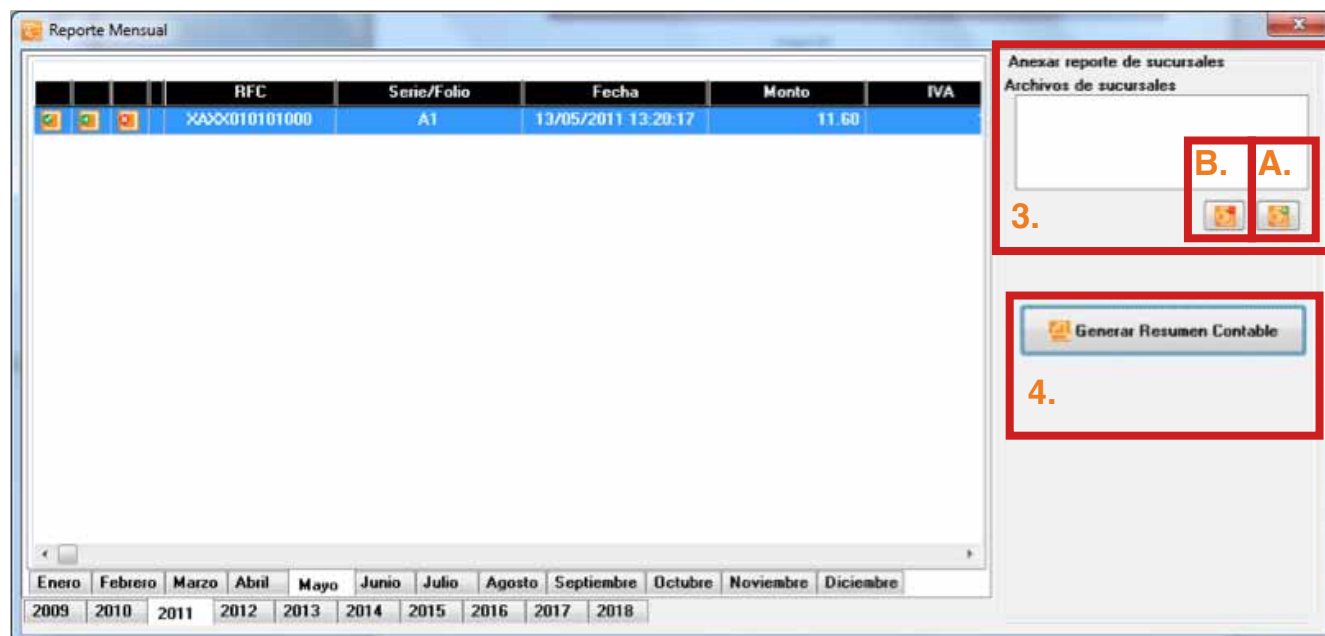 Reporte Mensual
Anexar reporte de sucursales
Archivos de sucursales
RFC Serie/Folio Fecha Monto IVA
XAXX010101000 A1 13/05/2011 13:20:17 11.60
B. A.
3.
Generar Resumen Contable
4.
Enero Febrero Marzo Abril Mayo Junio Julio Agosto Septiembre Octubre Noviembre Diciembre
2009 2010 2011 2012 2013 2014 2015 2016 2017 2018